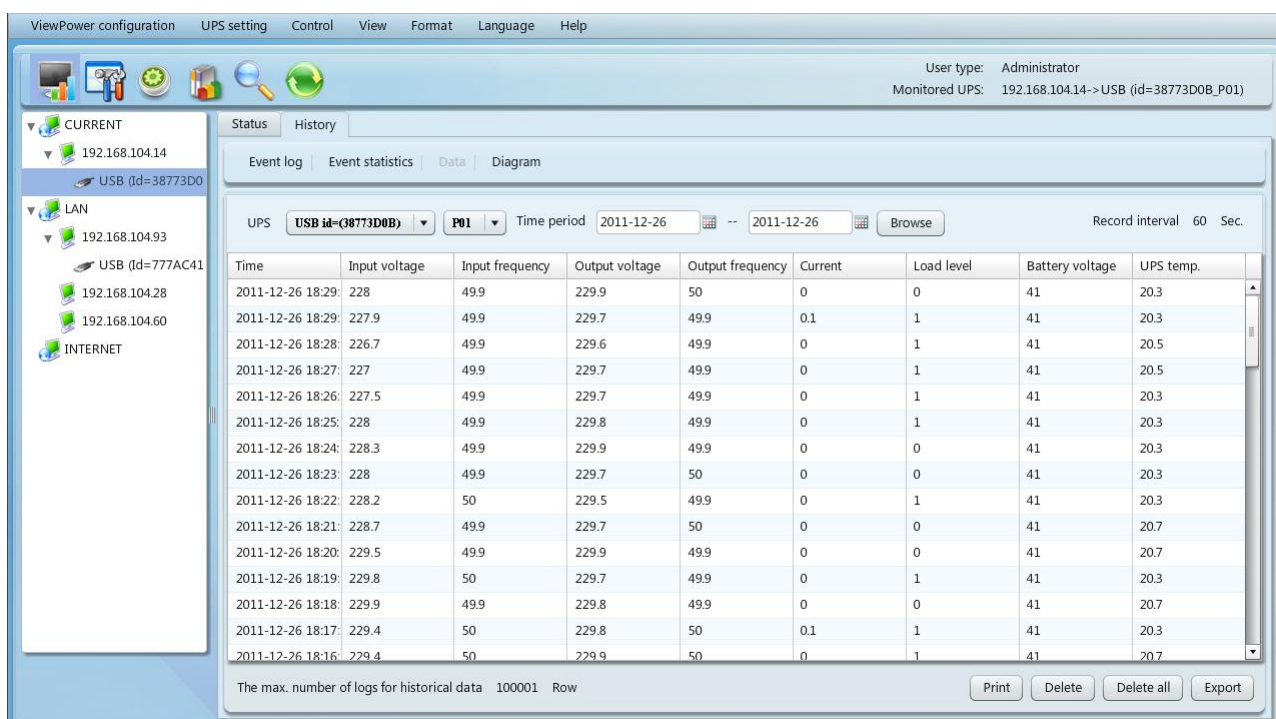 ViewPower configuration UPS setting Control View Format Language Help
User type: Administrator
Monitored UPS: 192.168.104.14->USB (id=38773D0B_P01)
CURRENT
192.168.104.14
USB (Id=38773D0
LAN
192.168.104.93
USB (Id=777AC41
192.168.104.28
192.168.104.60
INTERNET
Status History
Event log Event statistics Data Diagram
UPS USB id=(38773D0B) P01 Time period 2011-12-26 -- 2011-12-26 Browse Record interval 60 Sec.
Time Input voltage Input frequency Output voltage Output frequency Current Load level Battery voltage UPS temp.
2011-12-26 18:29: 228 49.9 229.9 50 0 0 41 20.3
2011-12-26 18:29: 227.9 49.9 229.7 49.9 0.1 1 41 20.3
2011-12-26 18:28: 226.7 49.9 229.6 49.9 0 1 41 20.5
2011-12-26 18:27: 227 49.9 229.7 49.9 0 1 41 20.5
2011-12-26 18:26: 227.5 49.9 229.7 49.9 0 1 41 20.3
2011-12-26 18:25: 228 49.9 229.8 49.9 0 1 41 20.3
2011-12-26 18:24: 228.3 49.9 229.9 49.9 0 0 41 20.3
2011-12-26 18:23: 228 49.9 229.7 50 0 0 41 20.3
2011-12-26 18:22: 228.2 50 229.5 49.9 0 1 41 20.3
2011-12-26 18:21: 228.7 49.9 229.7 50 0 0 41 20.7
2011-12-26 18:20: 229.5 49.9 229.9 49.9 0 0 41 20.7
2011-12-26 18:19: 229.8 50 229.7 49.9 0 1 41 20.3
2011-12-26 18:18: 229.9 49.9 229.8 49.9 0 0 41 20.7
2011-12-26 18:17: 229.4 50 229.8 50 0.1 1 41 20.3
2011-12-26 18:16: 229.4 50 229.9 50 0 1 41 20.7
The max. number of logs for historical data 100001 Row Print Delete Delete all Export